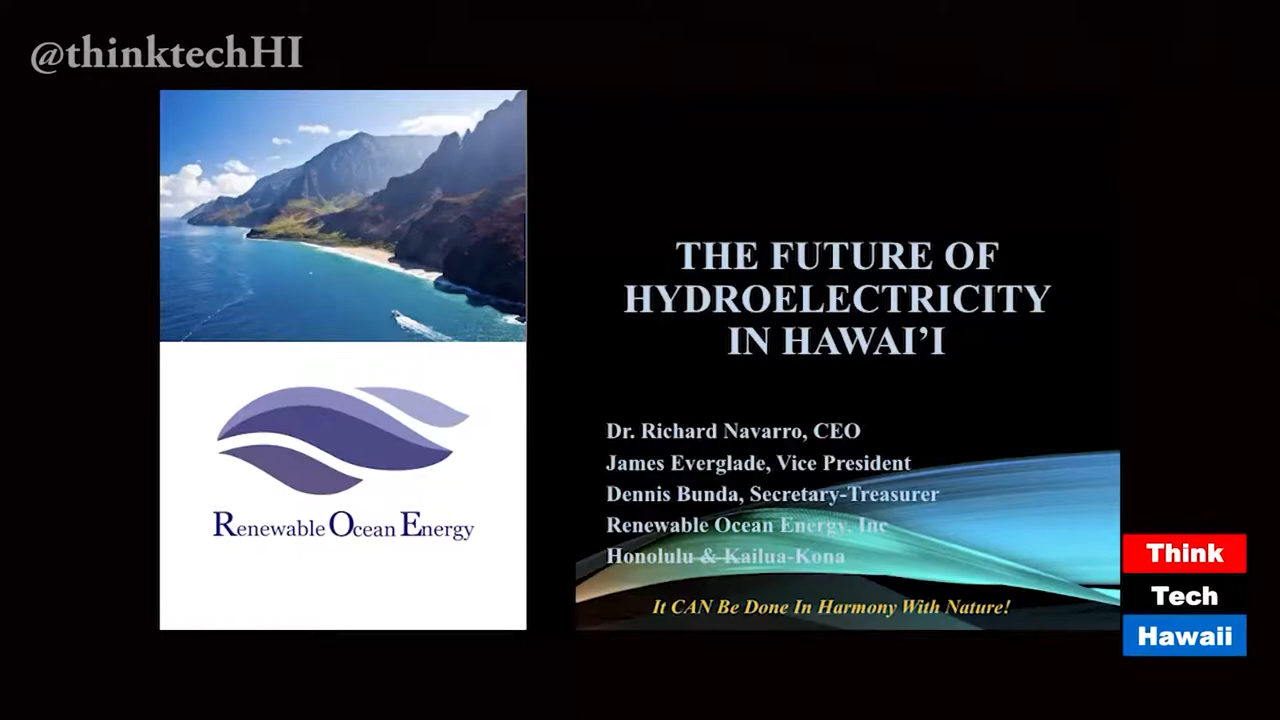 @thinktechHI
THE FUTURE OF
HYDROELECTRICITY
IN HAWAI’I
Dr. Richard Navarro, CEO
James Everglade, Vice President
Dennis Bunda, Secretary-Treasurer
Renewable Ocean Energy, Inc
Honolulu & Kailua-Kona
It CAN Be Done In Harmony With Nature!
Renewable Ocean Energy
Think
Tech
Hawaii